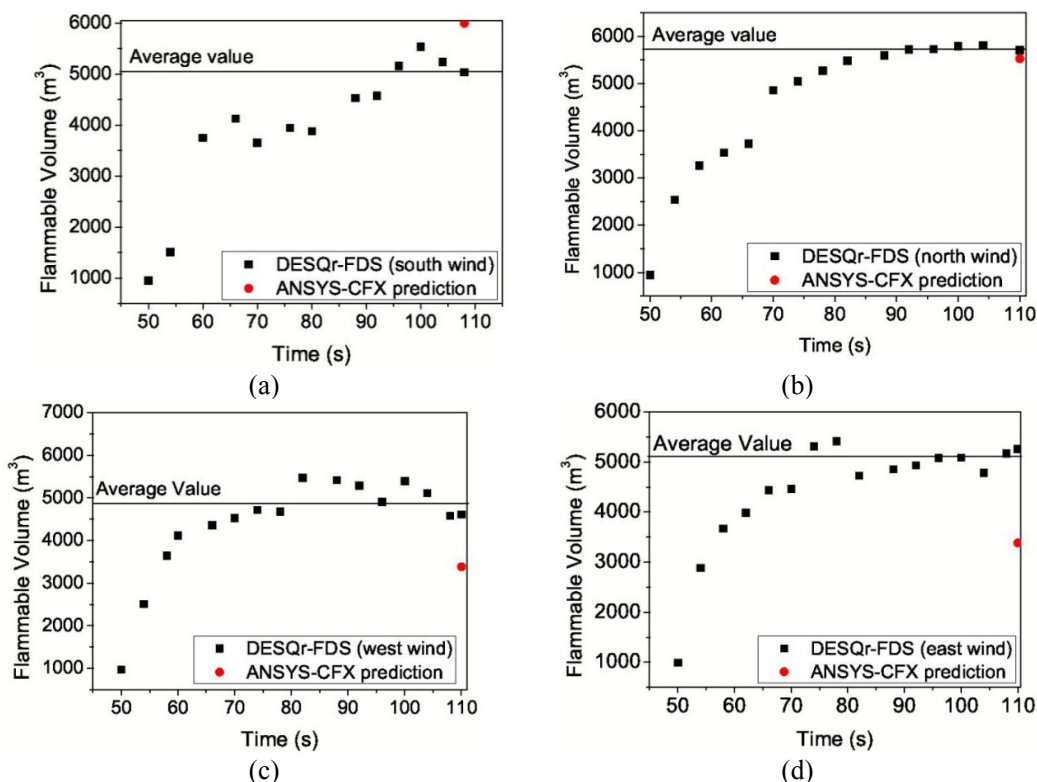 6000
5000
4000
3000
2000
1000
Flammable Volume (m³)
Average value
DESQr-FDS (south wind)
ANSYS-CFX prediction
50 60 70 80 90 100 110
Time (s)
(a)
6000
5000
4000
3000
2000
1000
Flammable Volume (m³)
Average value
DESQr-FDS (north wind)
ANSYS-CFX prediction
50 60 70 80 90 100 110
Time (s)
(b)
7000
6000
5000
4000
3000
2000
1000
Flammable Volume (m³)
Average Value
DESQr-FDS (west wind)
ANSYS-CFX prediction
50 60 70 80 90 100 110
Time (s)
(c)
6000
5000
4000
3000
2000
1000
Flammable Volume (m³)
Average Value
DESQr-FDS (east wind)
ANSYS-CFX prediction
50 60 70 80 90 100 110
Time (s)
(d)